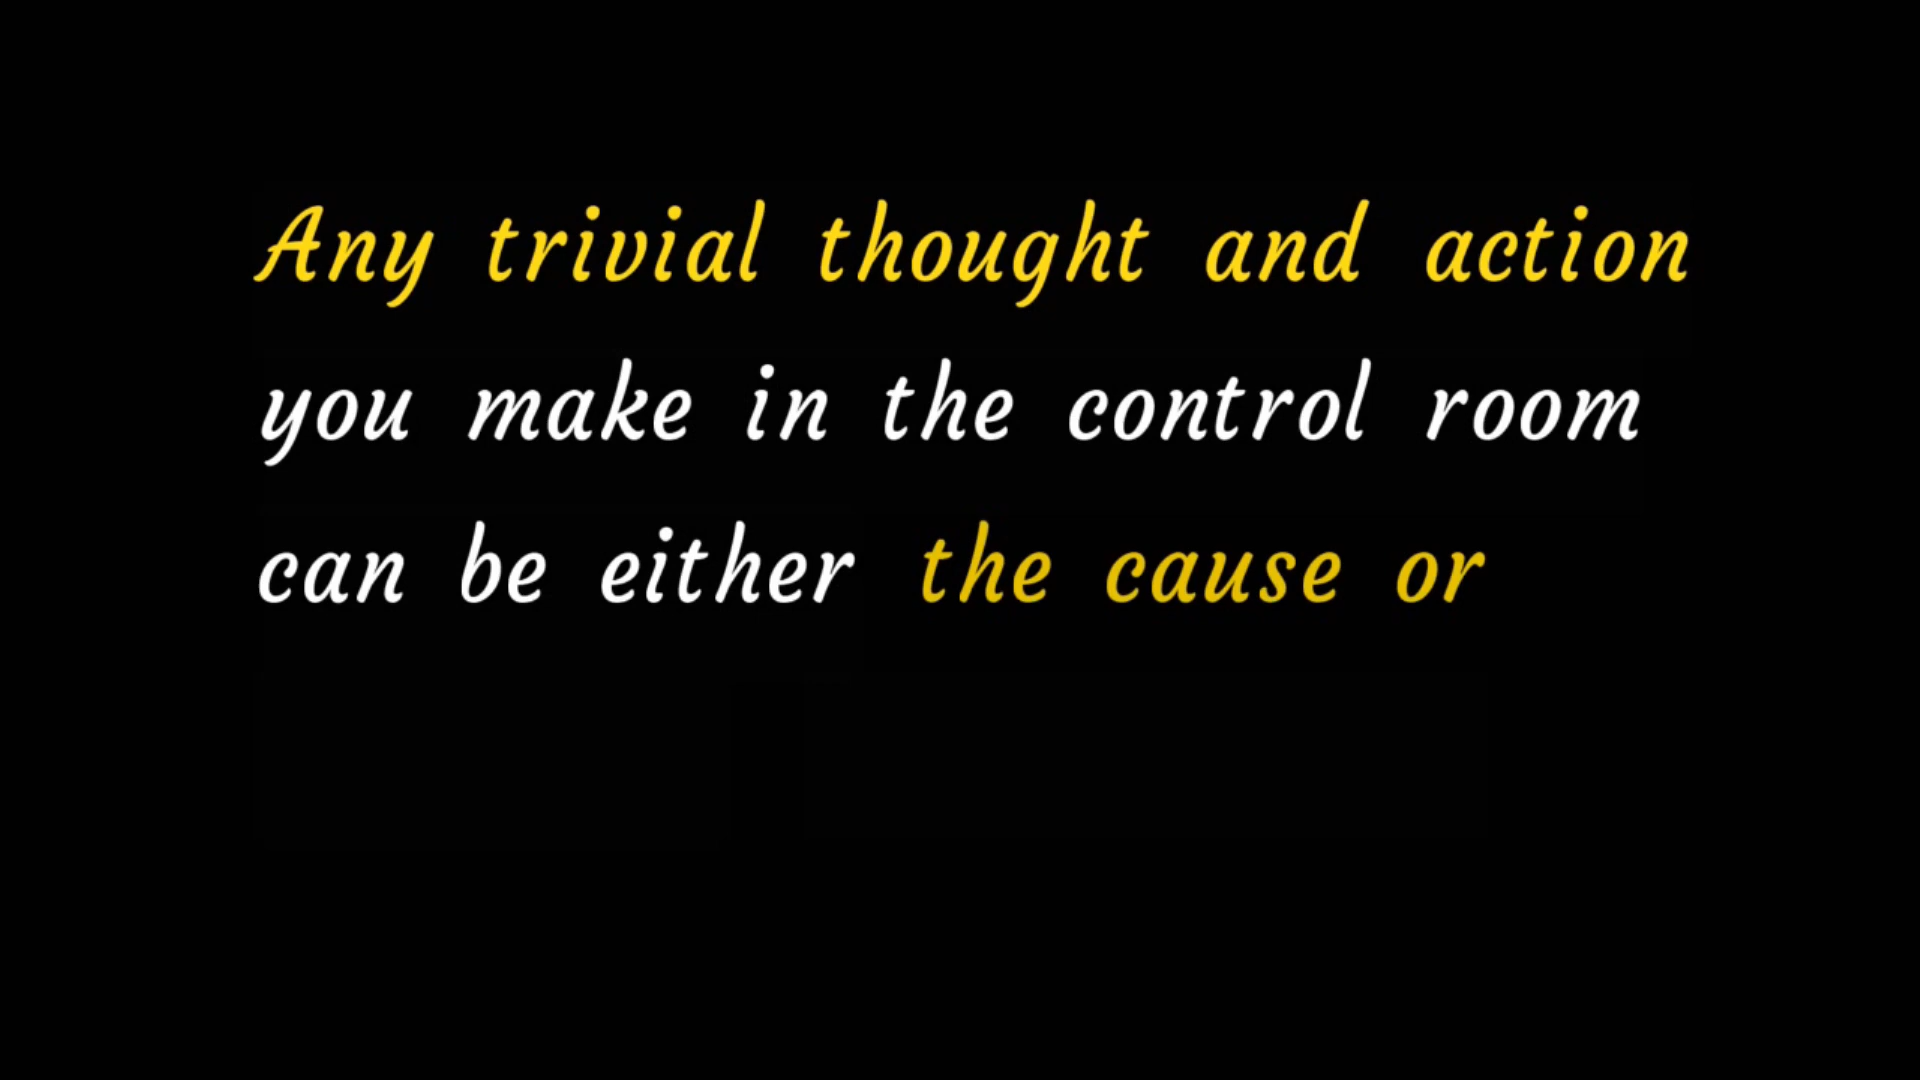 Any trivial thought and action
you make in the control room
can be either the cause or